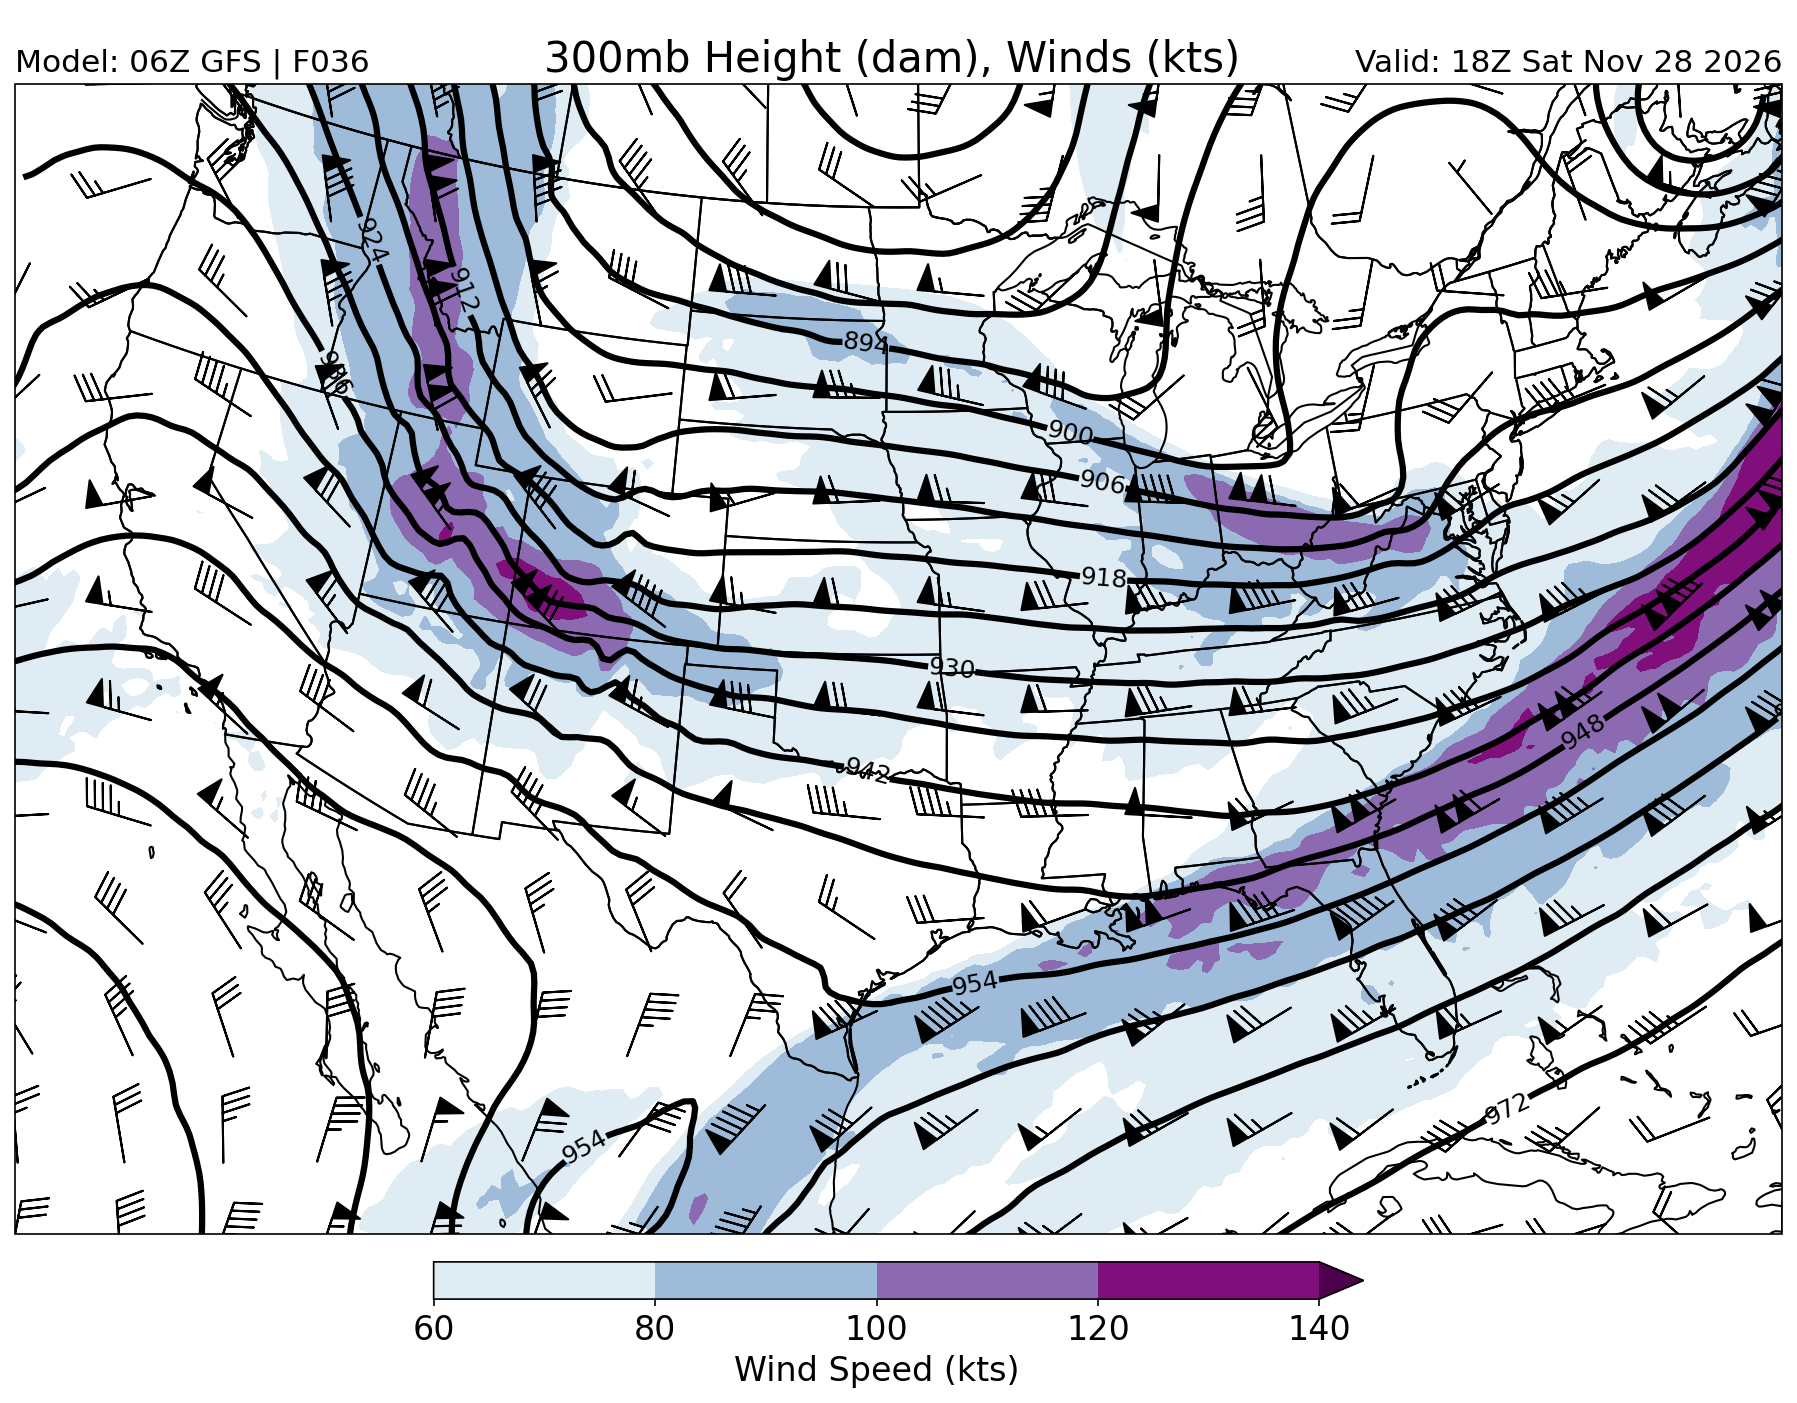 Model: 06Z GFS | F036
300mb Height (dam), Winds (kts)
Valid: 18Z Sat Nov 28 2026
924
912
936
894
900
906
918
930
942
948
954
954
972
60 80 100 120 140
Wind Speed (kts)